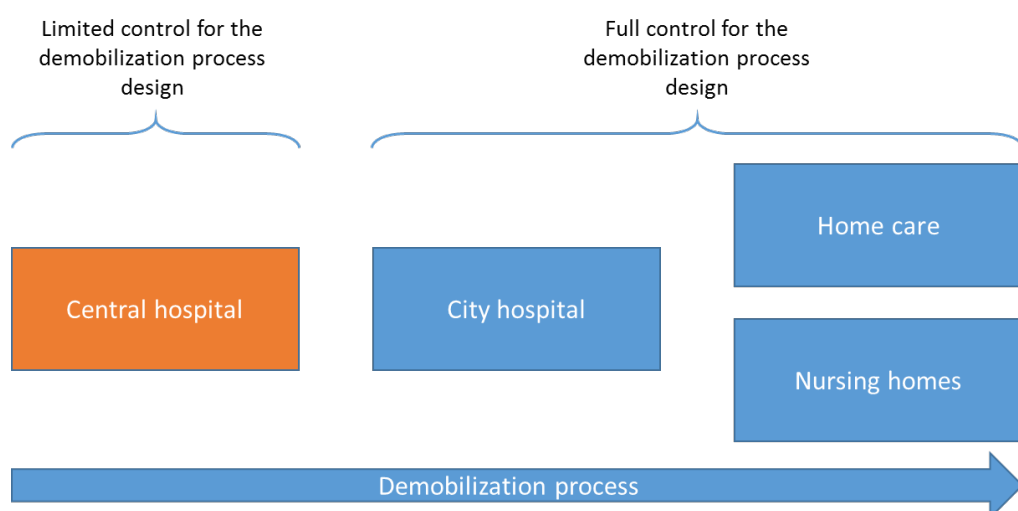 Limited control for the
demobilization process
design
Full control for the
demobilization process
design
Home care
Central hospital
City hospital
Nursing homes
Demobilization process